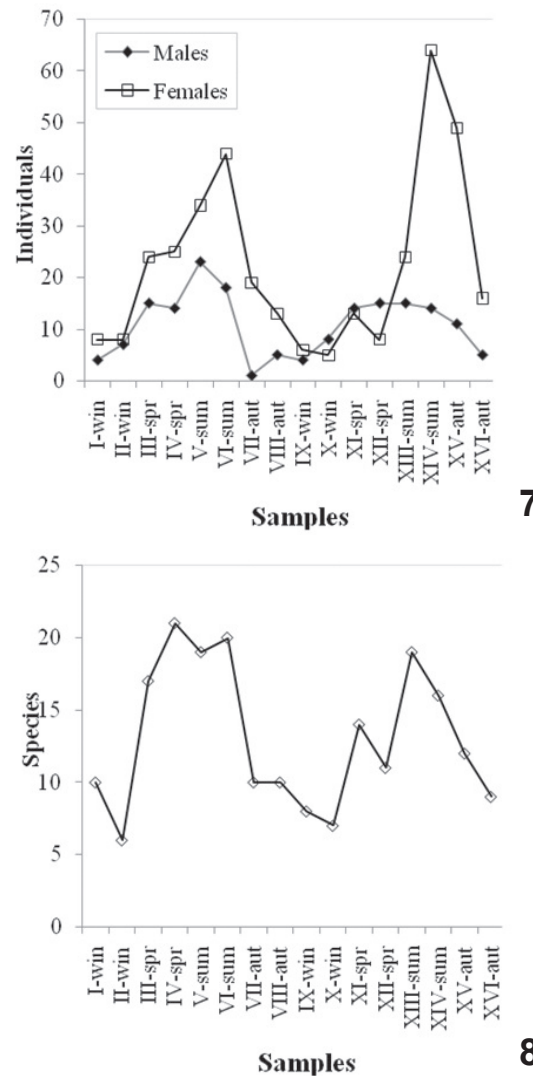 70
60
50
40
30
20
10
0
Individuals
Males
Females
I-win
II-win
III-spr
IV-spr
V-sum
VI-sum
VII-aut
VIII-aut
IX-win
X-win
XI-spr
XII-spr
XIII-sum
XIV-sum
XV-aut
XVI-aut
Samples
7
25
20
15
10
5
0
Species
I-win
II-win
III-spr
IV-spr
V-sum
VI-sum
VII-aut
VIII-aut
IX-win
X-win
XI-spr
XII-spr
XIII-sum
XIV-sum
XV-aut
XVI-aut
Samples
8